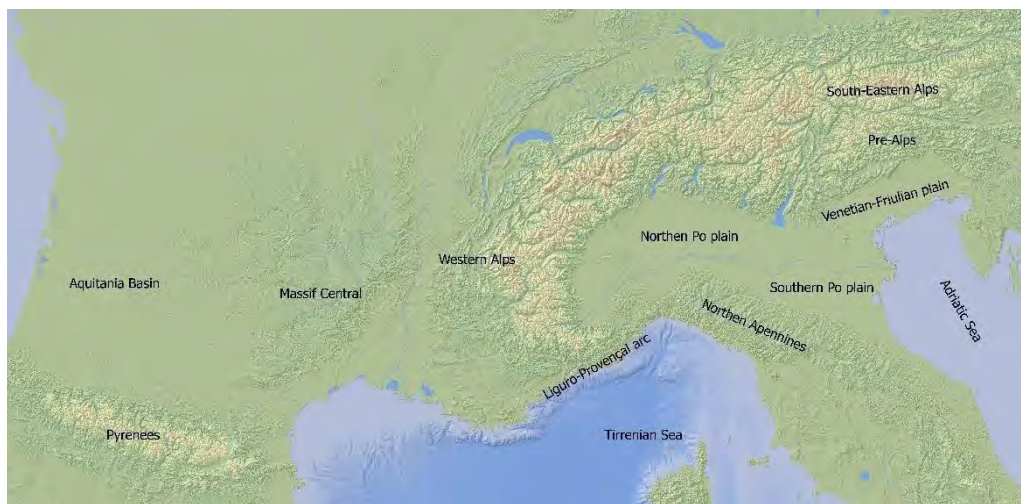 South-Eastern Alps
Pre-Alps
Venetian-Friulian plain
Northen Po plain
Western Alps
Aquitania Basin
Massif Central
Southern Po plain
Adriatic Sea
Northen Apennines
Liguro-Provençal arc
Pyrenees
Tirrenian Sea